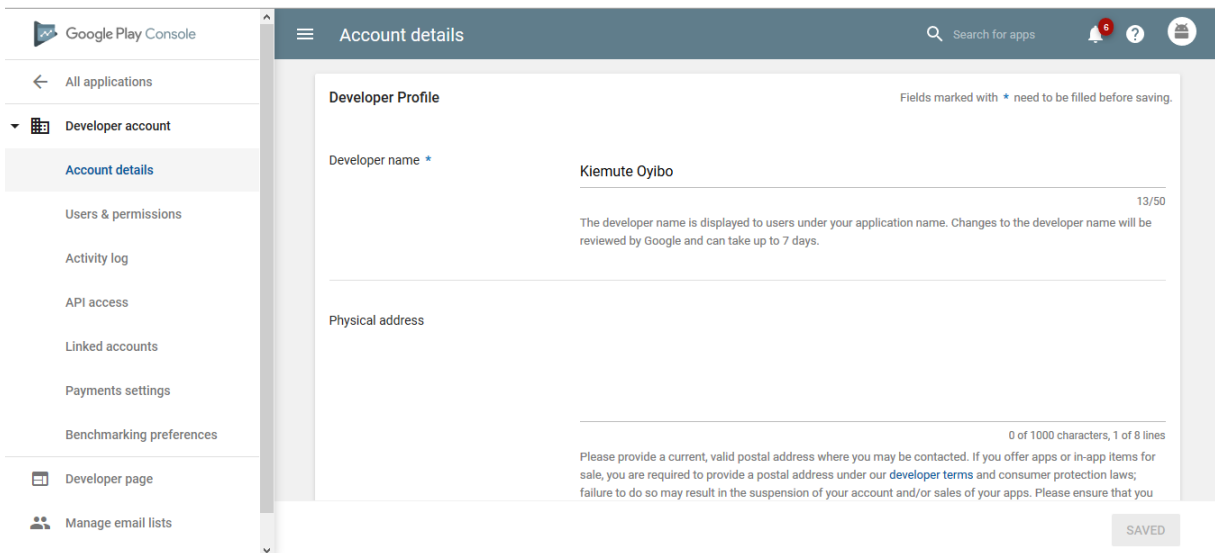 Google Play Console
All applications
Developer account
Account details
Users & permissions
Activity log
API access
Linked accounts
Payments settings
Benchmarking preferences
Developer page
Manage email lists
Account details
Search for apps
6
Developer Profile
Fields marked with * need to be filled before saving.
Developer name *
Kiemute Oyibo
13/50
The developer name is displayed to users under your application name. Changes to the developer name will be
reviewed by Google and can take up to 7 days.
Physical address
0 of 1000 characters, 1 of 8 lines
Please provide a current, valid postal address where you may be contacted. If you offer apps or in-app items for
sale, you are required to provide a postal address under our developer terms and consumer protection laws;
failure to do so may result in the suspension of your account and/or sales of your apps. Please ensure that you
SAVED